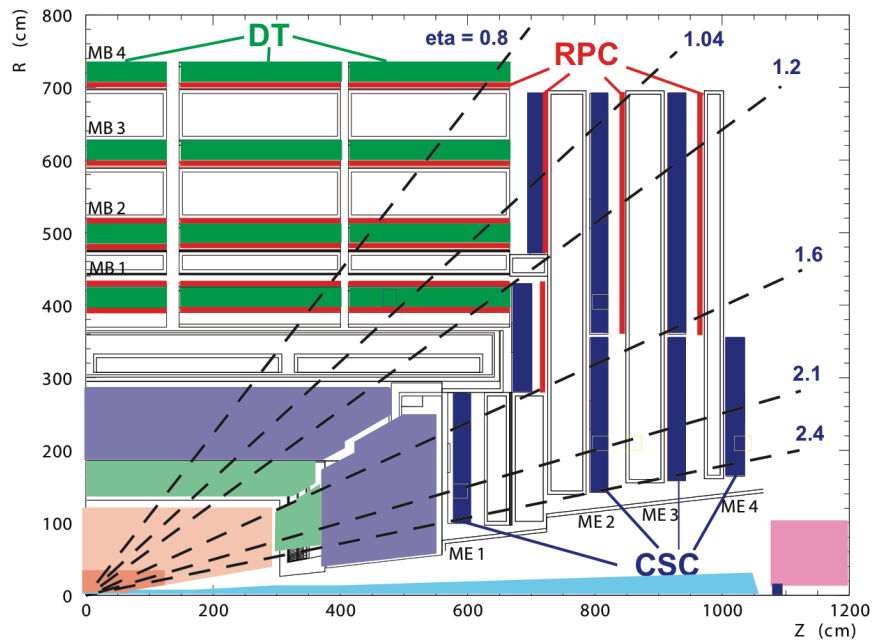 R (cm)
800
700
600
500
400
300
200
100
0
0
200
400
600
800
1000
1200
Z (cm)
DT
eta = 0.8
RPC
1.04
1.2
1.6
2.1
2.4
MB 4
MB 3
MB 2
MB 1
ME 1
ME 2
ME 3
ME 4
CSC